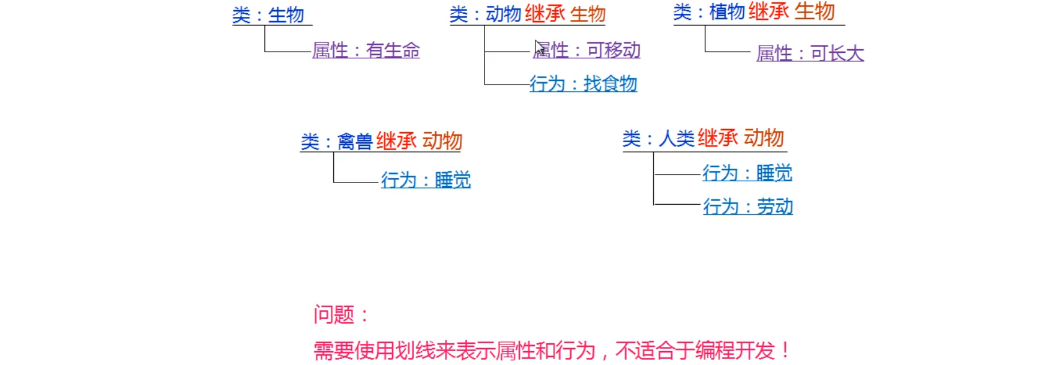 类：生物
类：动物 继承 生物
类：植物 继承 生物
属性：有生命
属性：可移动
属性：可长大
行为：找食物
类：禽兽 继承 动物
类：人类 继承 动物
行为：睡觉
行为：睡觉
行为：劳动
问题：
需要使用划线来表示属性和行为，不适合于编程开发！